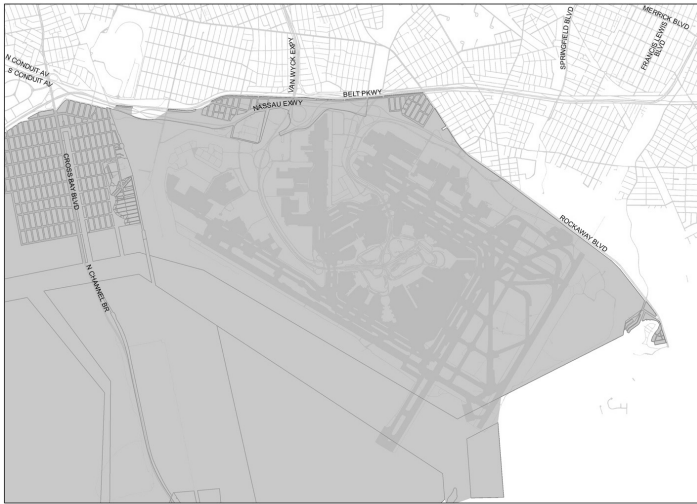 MERRICK BLVD
SPRINGFIELD BLVD
FRANCIS LEWIS
BLVD
VAN WYCK EXPY
N CONDUIT AV
S CONDUIT AV
BELT PKWY
NASSAU EXWY
CROSS BAY BLVD
ROCKAWAY BLVD
N CHANNEL BR